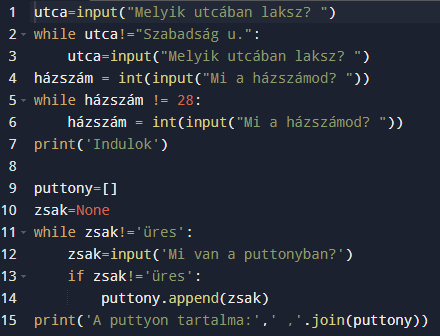 1 utca=input("Melyik utcában laksz? ")
2 while utca!="Szabadság u.":
3     utca=input("Melyik utcában laksz? ")
4 házszám = int(input("Mi a házszámod? "))
5 while házszám != 28:
6     házszám = int(input("Mi a házszámod? "))
7 print('Indulok')
8
9 puttony=[]
10 zsak=None
11 while zsak!='üres':
12     zsak=input('Mi van a puttonyban?')
13     if zsak!='üres':
14         puttony.append(zsak)
15 print('A puttyon tartalma:',' ,'.join(puttony))